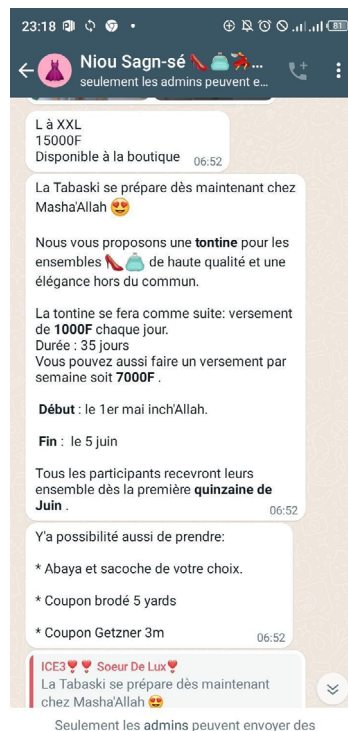 23:18
81
Niou Sagn-sé 👠👛💃...
seulement les admins peuvent e...
L à XXL
15000F
Disponible à la boutique 06:52
La Tabaski se prépare dès maintenant chez
Masha'Allah 😍
Nous vous proposons une tontine pour les
ensembles 👠👛 de haute qualité et une
élégance hors du commun.
La tontine se fera comme suite: versement
de 1000F chaque jour.
Durée : 35 jours
Vous pouvez aussi faire un versement par
semaine soit 7000F .
Début : le 1er mai inch'Allah.
Fin : le 5 juin
Tous les participants recevront leurs
ensemble dès la première quinzaine de
Juin .
06:52
Y'a possibilité aussi de prendre:
* Abaya et sacoche de votre choix.
* Coupon brodé 5 yards
* Coupon Getzner 3m
06:52
ICE3❣️❣️ Soeur De Lux❣️
La Tabaski se prépare dès maintenant
chez Masha'Allah 😍
Seulement les admins peuvent envoyer des